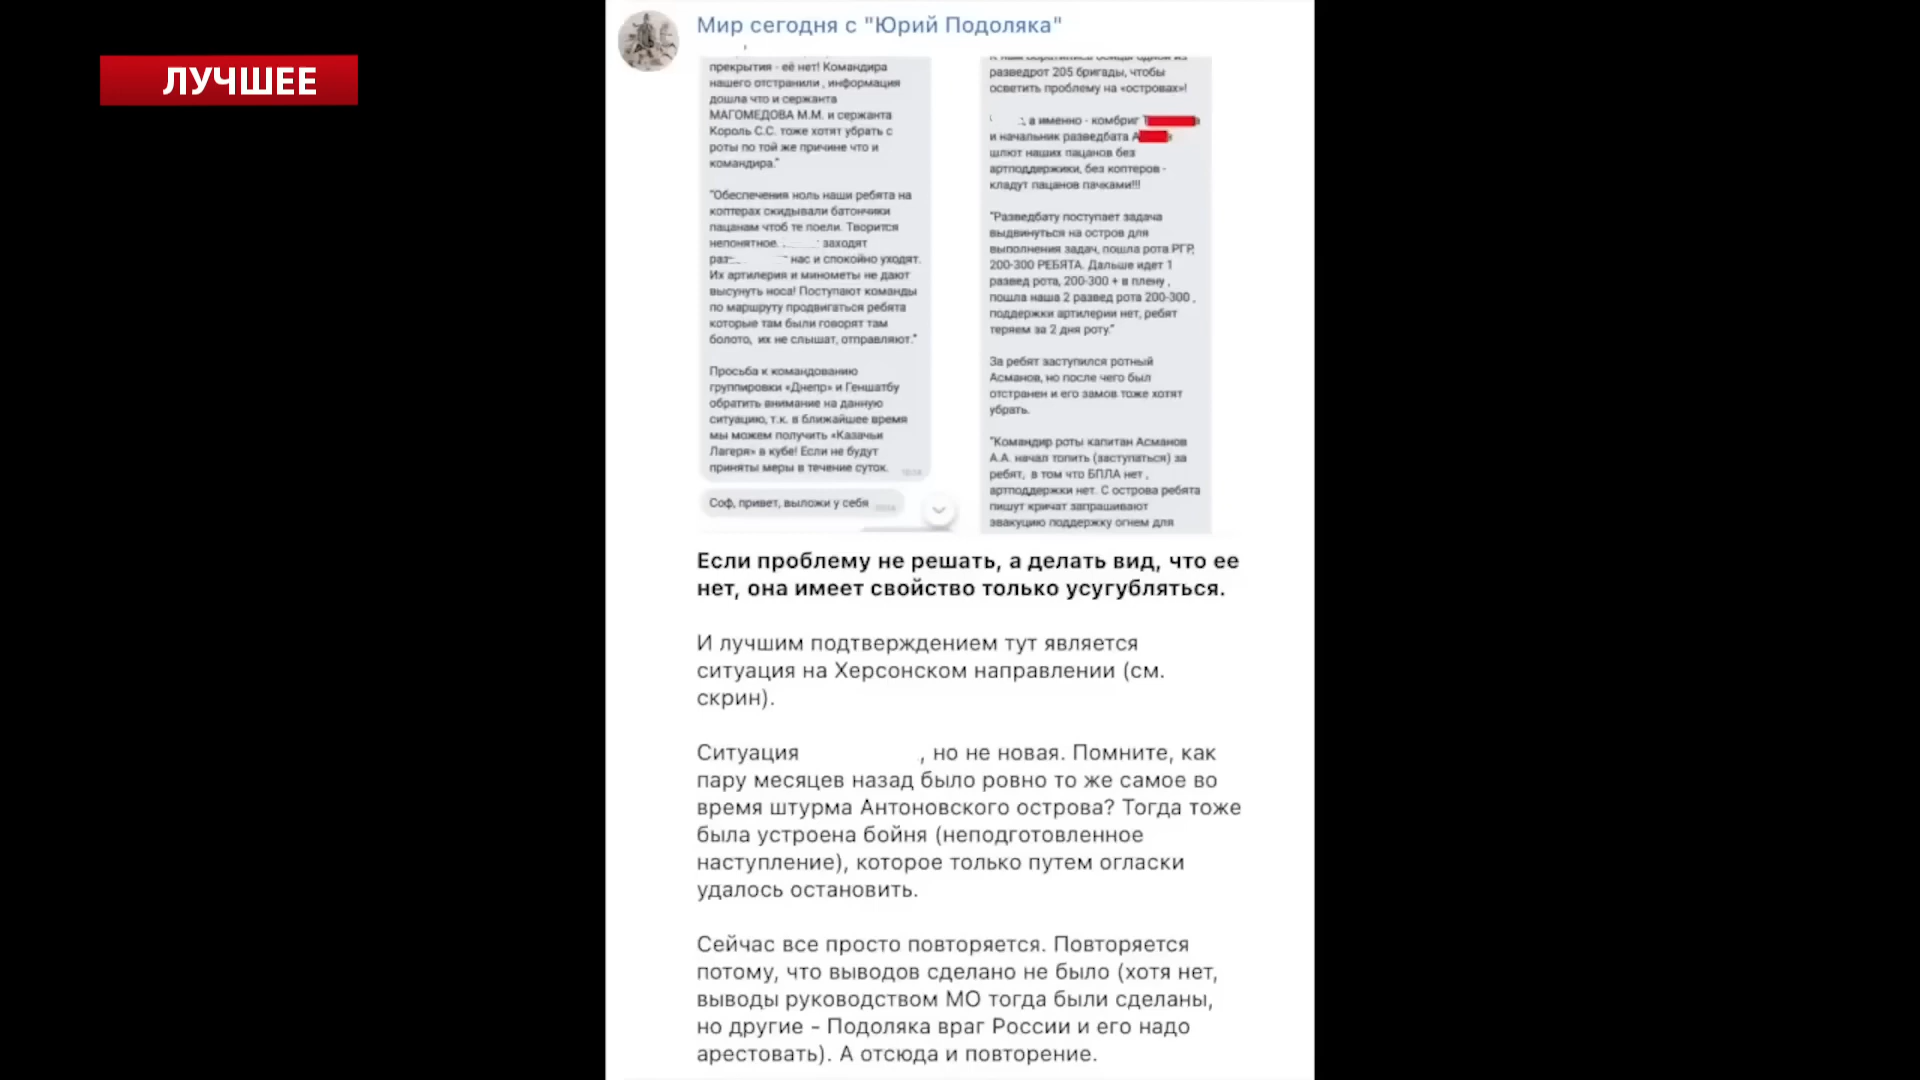 ЛУЧШЕЕ
Мир сегодня с "Юрий Подоляка"
прекрытия - её нет! Командира
нашего отстранили , информация
дошла что и сержанта
МАГОМЕДОВА М.М. и сержанта
Король С.С. тоже хотят убрать с
роты по той же причине что и
командира."
"Обеспечения ноль наши ребята на
коптерах скидывали батончики
пацанам чтоб те поели. Творится
непонятное. заходят
раз нас и спокойно уходят.
Их артилерия и минометы не дают
высунуть носа! Поступают команды
по маршруту продвигаться ребята
которые там были говорят там
болото, их не слышат, отправляют."
Просьба к командованию
группировки «Днепр» и Геншатбу
обратить внимание на данную
ситуацию, т.к. в ближайшее время
мы можем получить «Казачьи
Лагеря» в кубе! Если не будут
приняты меры в течение суток.
Соф, привет, выложи у себя
К нам обратились бойцы одной из
разведрот 205 бригады, чтобы
осветить проблему на «островах»!
, а именно - комбриг Т а
и начальник разведбата А
шлют наших пацанов без
артподдержики, без коптеров -
кладут пацанов пачками!!!
"Разведбату поступает задача
выдвинуться на остров для
выполнения задач, пошла рота РГР,
200-300 РЕБЯТА. Дальше идет 1
развед рота, 200-300 + в плену ,
пошла наша 2 развед рота 200-300 ,
поддержки артилерии нет, ребят
теряем за 2 дня роту."
За ребят заступился ротный
Асманов, но после чего был
отстранен и его замов тоже хотят
убрать.
"Командир роты капитан Асманов
А.А. начал топить (заступаться) за
ребят, в том что БПЛА нет ,
артподдержки нет. С острова ребята
пишут кричат запрашивают
эвакуцию поддержку огнем для
Если проблему не решать, а делать вид, что ее
нет, она имеет свойство только усугубляться.
И лучшим подтверждением тут является
ситуация на Херсонском направлении (см.
скрин).
Ситуация , но не новая. Помните, как
пару месяцев назад было ровно то же самое во
время штурма Антоновского острова? Тогда тоже
была устроена бойня (неподготовленное
наступление), которое только путем огласки
удалось остановить.
Сейчас все просто повторяется. Повторяется
потому, что выводов сделано не было (хотя нет,
выводы руководством МО тогда были сделаны,
но другие - Подоляка враг России и его надо
арестовать). А отсюда и повторение.